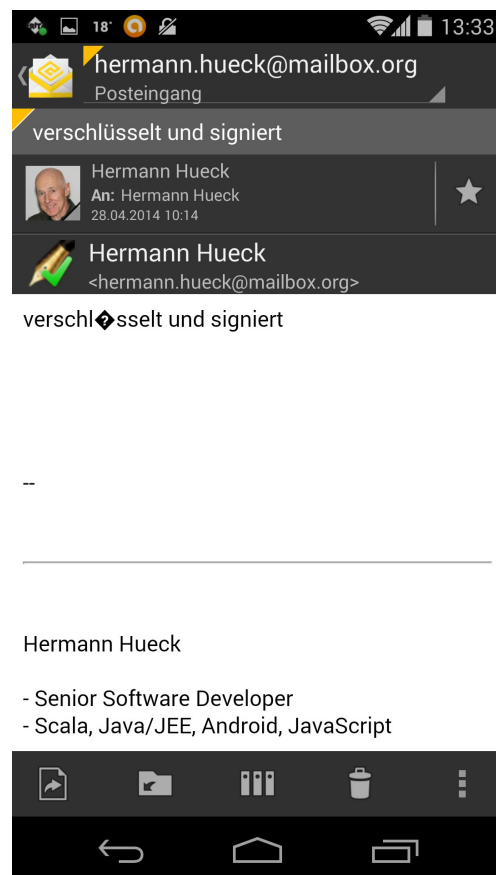 18°
13:33
hermann.hueck@mailbox.org
Posteingang
verschlüsselt und signiert
Hermann Hueck
An: Hermann Hueck
28.04.2014 10:14
Hermann Hueck
<hermann.hueck@mailbox.org>
verschl�sselt und signiert
--
Hermann Hueck
- Senior Software Developer
- Scala, Java/JEE, Android, JavaScript